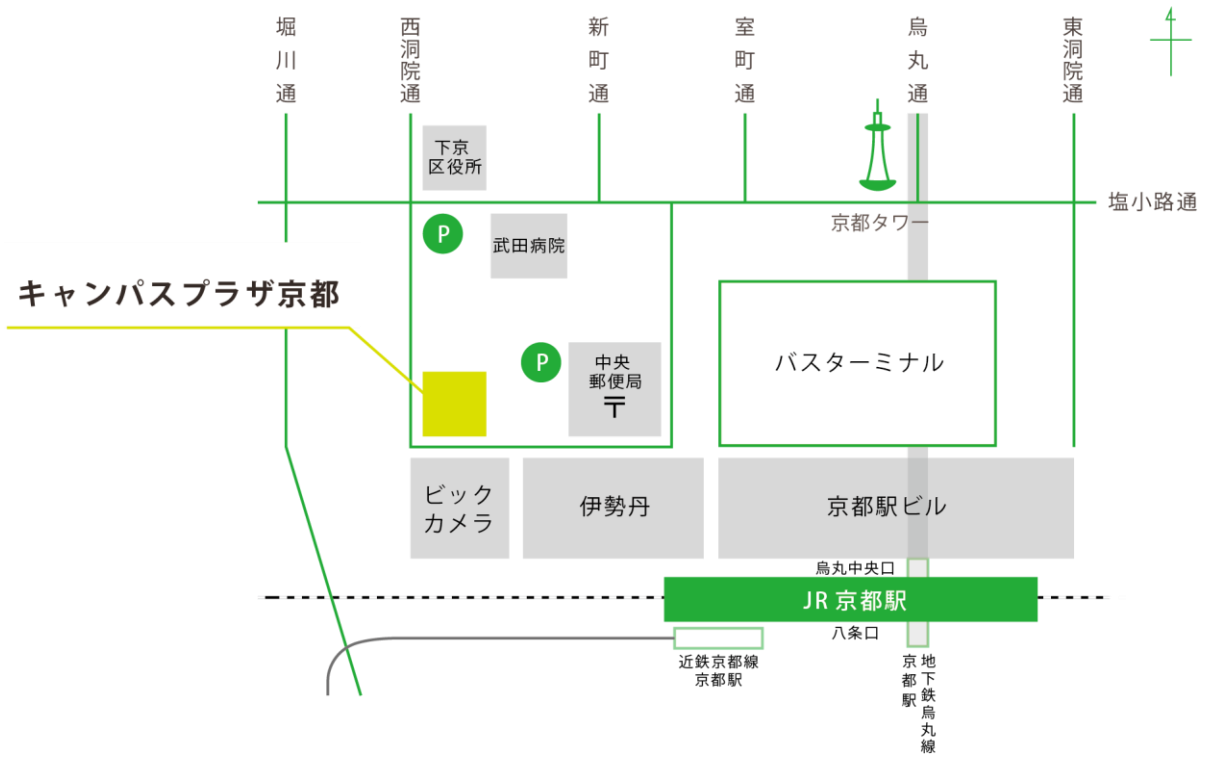 堀川通
西洞院通
新町通
室町通
烏丸通
東洞院通
下京
区役所
塩小路通
P
武田病院
京都タワー
キャンパスプラザ京都
P
中央
郵便局
〒
バスターミナル
ビック
カメラ
伊勢丹
京都駅ビル
烏丸中央口
JR 京都駅
八条口
近鉄京都線
京都駅
地下鉄烏丸線
京都駅